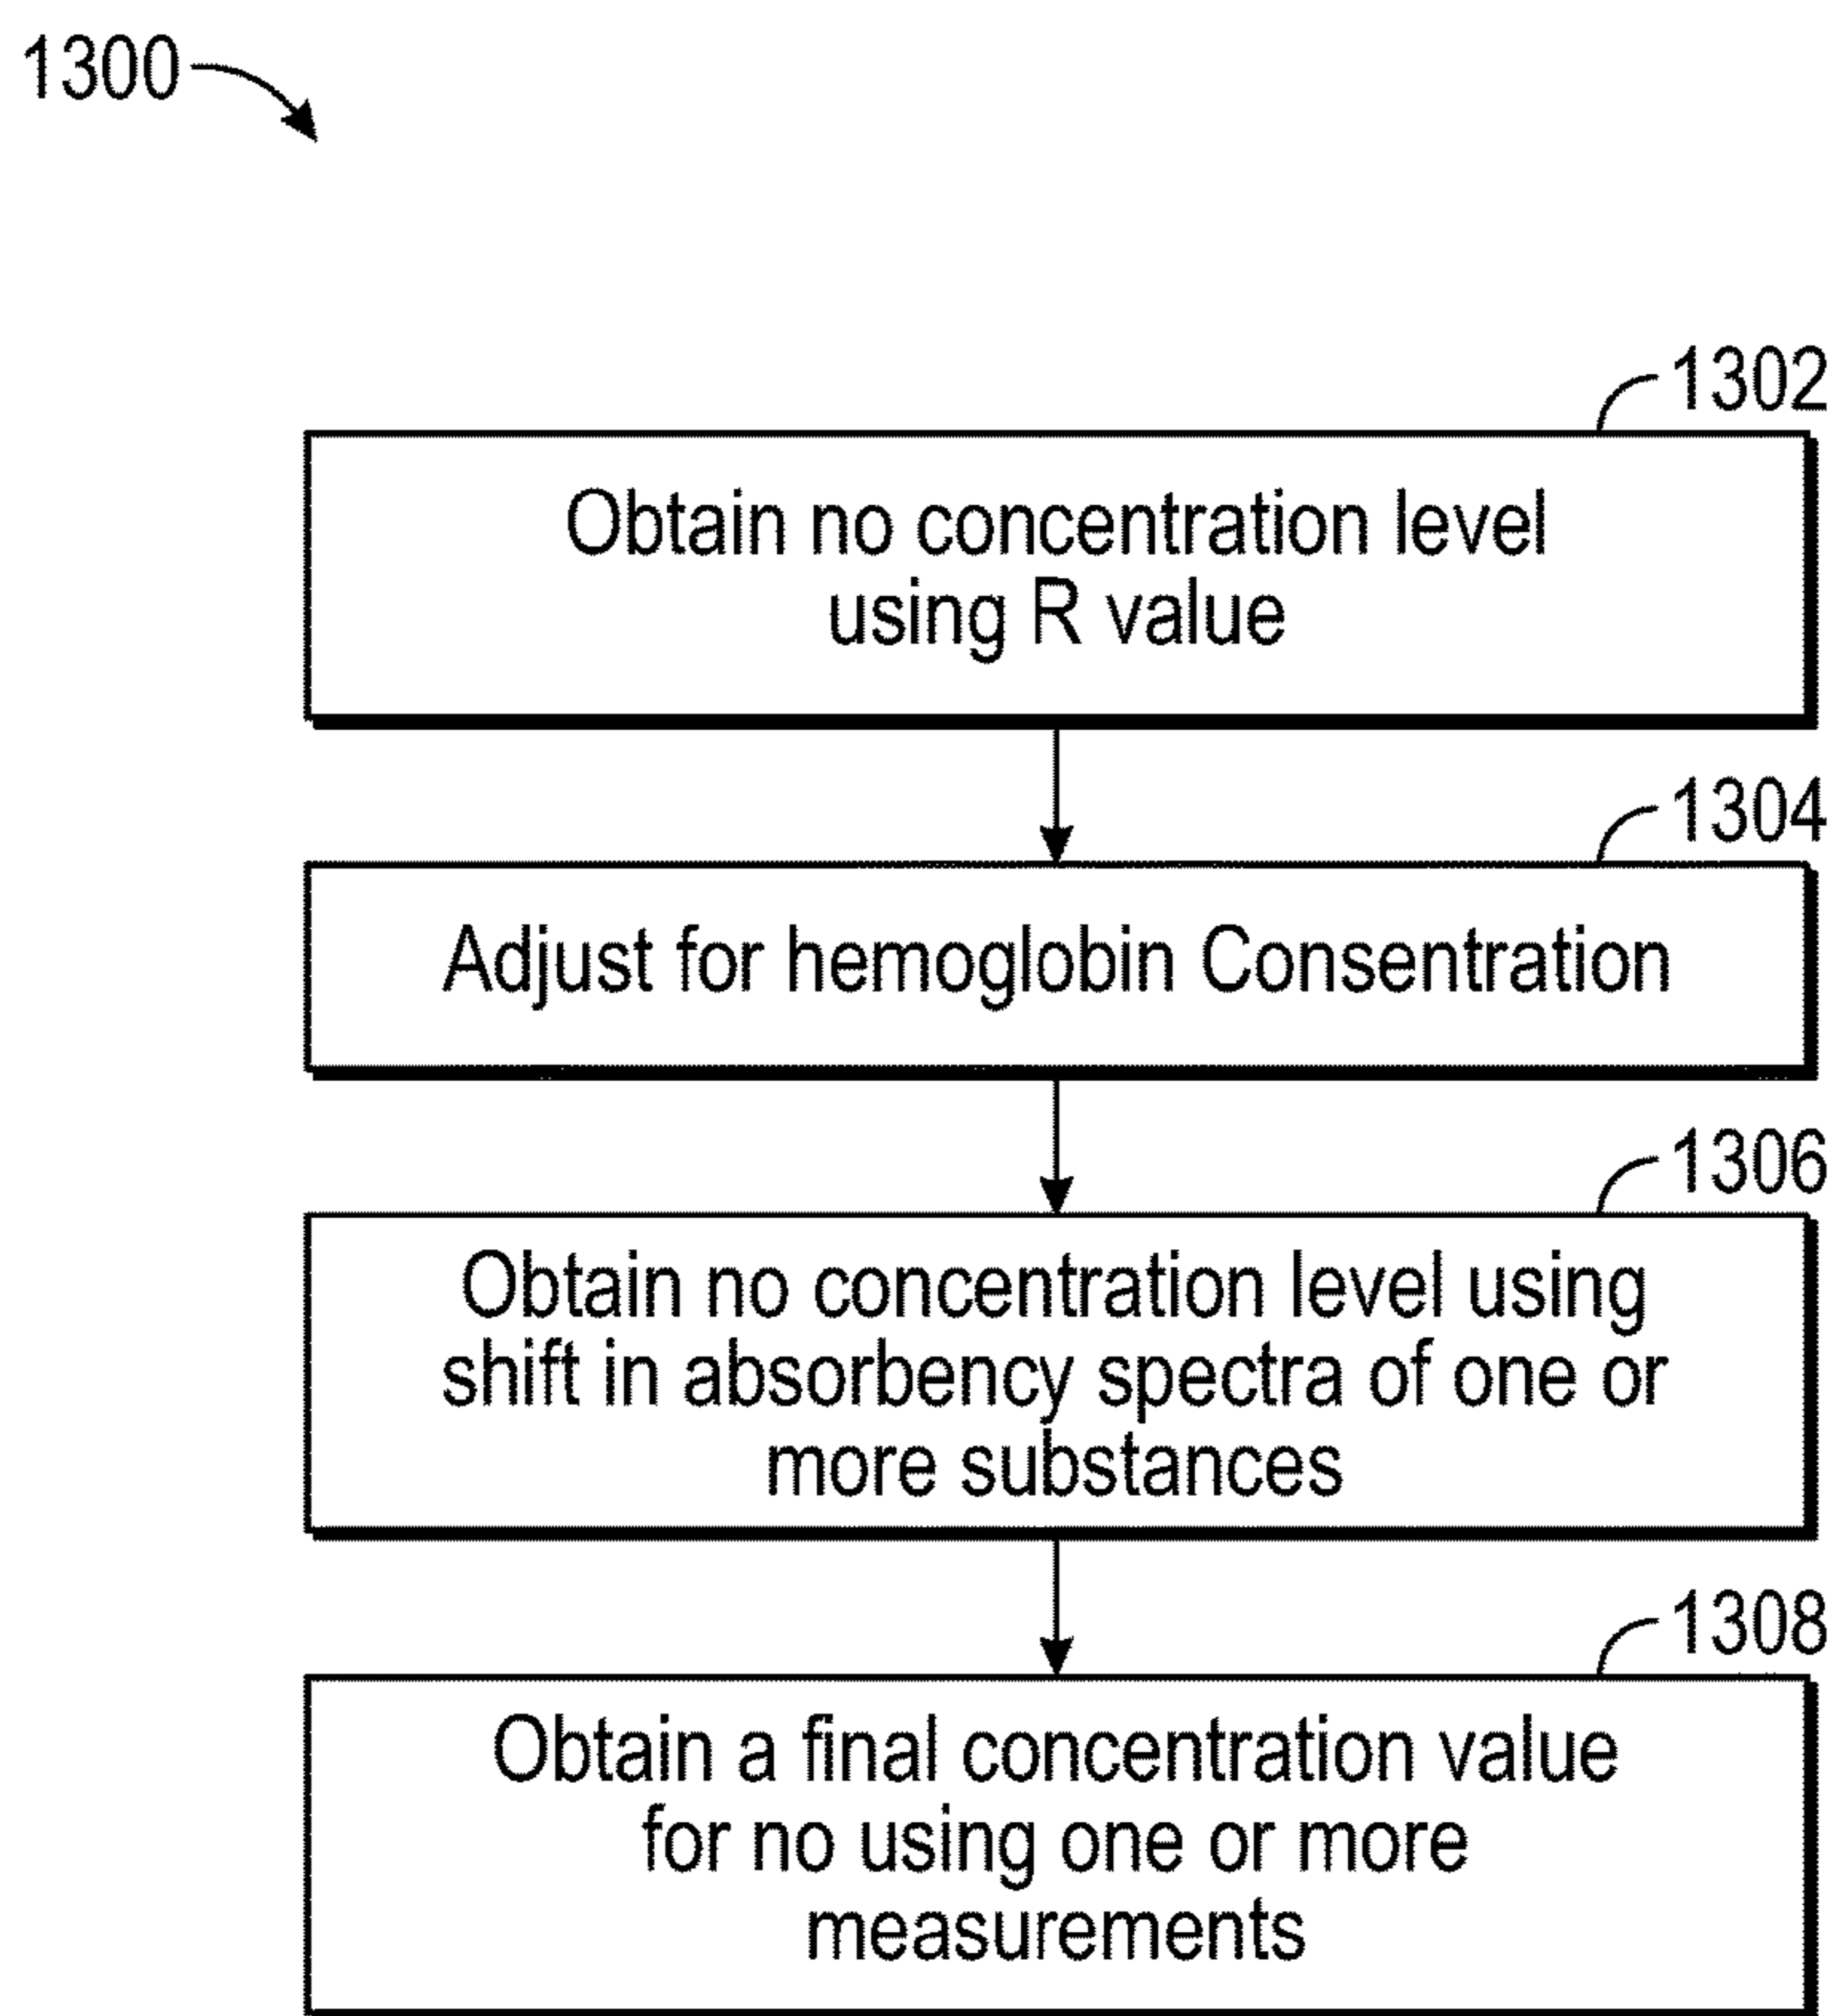 1300
1302
Obtain no concentration level
using R value
1304
Adjust for hemoglobin Consentration
1306
Obtain no concentration level using
shift in absorbency spectra of one or
more substances
1308
Obtain a final concentration value
for no using one or more
measurements